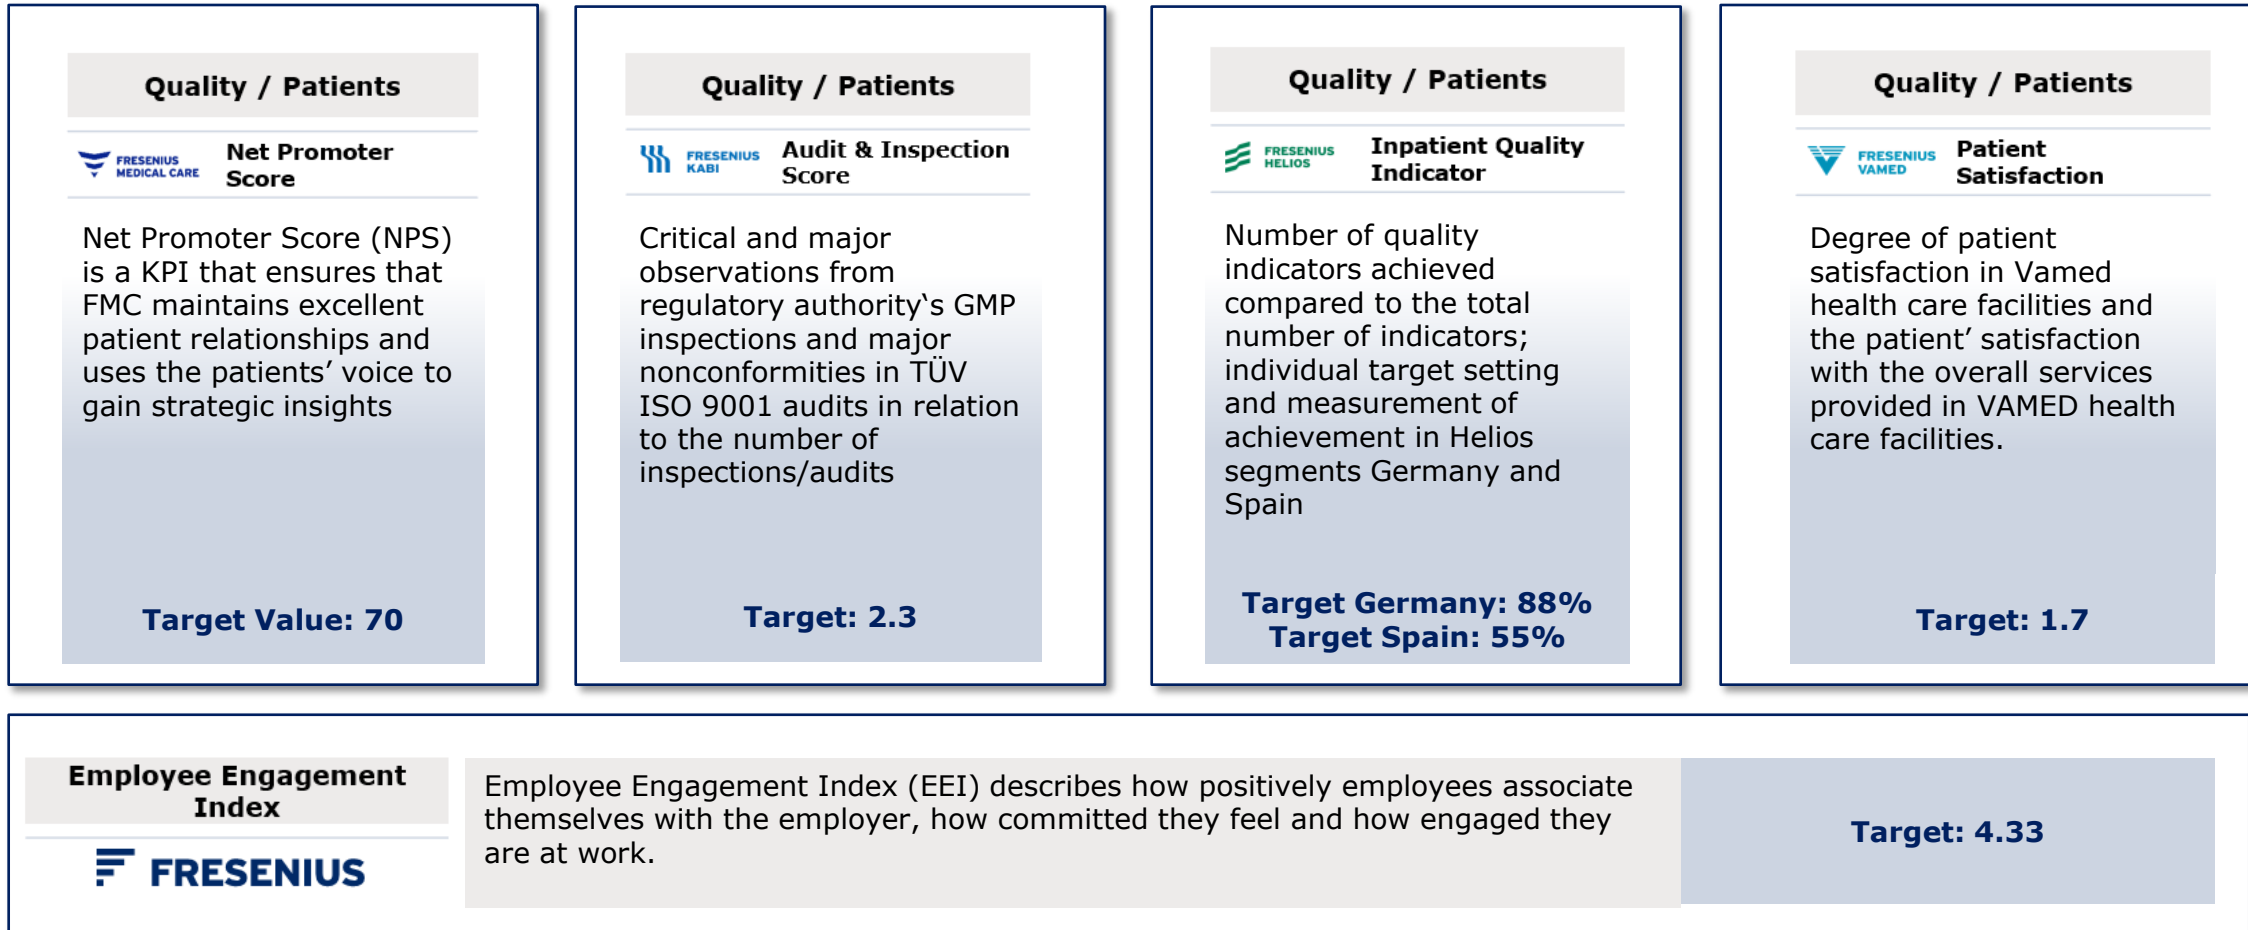 Quality / Patients
FRESENIUS
MEDICAL CARE
Net Promoter
Score
Net Promoter Score (NPS)
is a KPI that ensures that
FMC maintains excellent
patient relationships and
uses the patients’ voice to
gain strategic insights
Target Value: 70
Quality / Patients
FRESENIUS
KABI
Audit & Inspection
Score
Critical and major
observations from
regulatory authority‘s GMP
inspections and major
nonconformities in TÜV
ISO 9001 audits in relation
to the number of
inspections/audits
Target: 2.3
Quality / Patients
FRESENIUS
HELIOS
Inpatient Quality
Indicator
Number of quality
indicators achieved
compared to the total
number of indicators;
individual target setting
and measurement of
achievement in Helios
segments Germany and
Spain
Target Germany: 88%
Target Spain: 55%
Quality / Patients
FRESENIUS
VAMED
Patient
Satisfaction
Degree of patient
satisfaction in Vamed
health care facilities and
the patient’ satisfaction
with the overall services
provided in VAMED health
care facilities.
Target: 1.7
Employee Engagement
Index
FRESENIUS
Employee Engagement Index (EEI) describes how positively employees associate
themselves with the employer, how committed they feel and how engaged they
are at work.
Target: 4.33